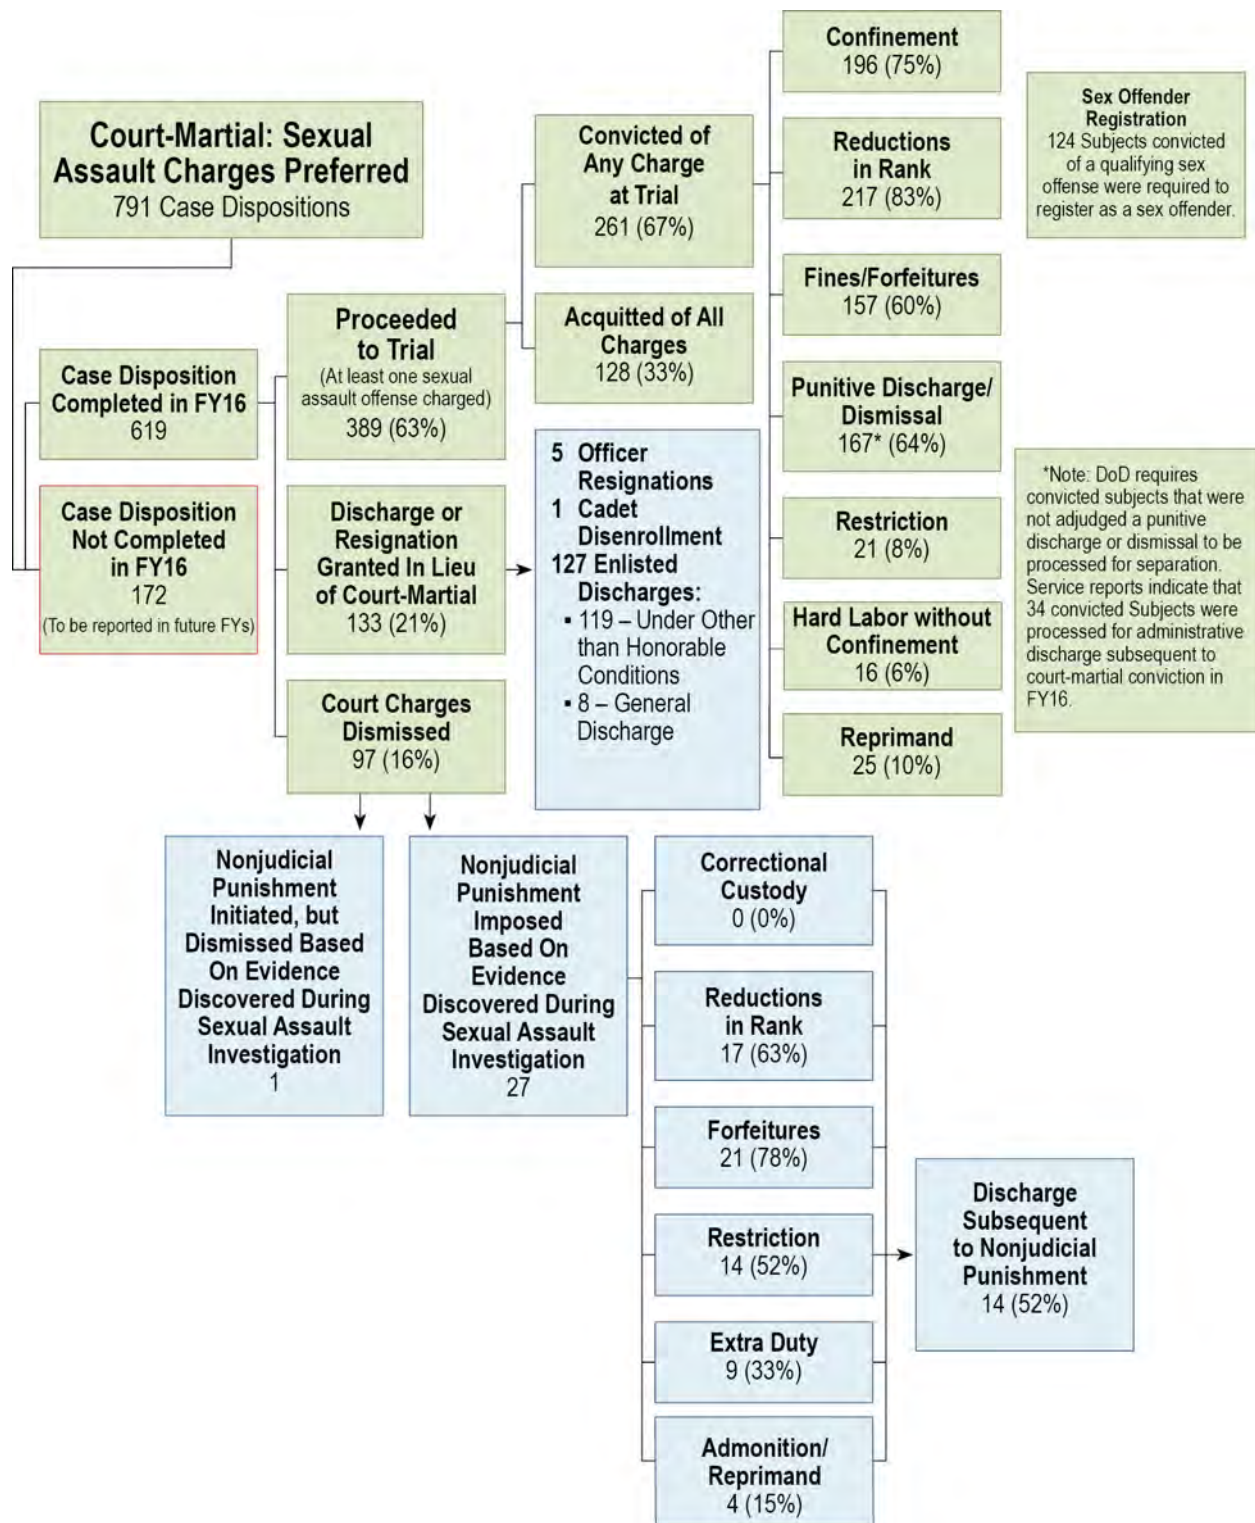 Court-Martial: Sexual
Assault Charges Preferred
791 Case Dispositions
Case Disposition
Completed in FY16
619
Case Disposition
Not Completed
in FY16
172
(To be reported in future FYs)
Proceeded
to Trial
(At least one sexual
assault offense charged)
389 (63%)
Discharge or
Resignation
Granted In Lieu
of Court-Martial
133 (21%)
Court Charges
Dismissed
97 (16%)
Convicted of
Any Charge
at Trial
261 (67%)
Acquitted of All
Charges
128 (33%)
5 Officer
Resignations
1 Cadet
Disenrollment
127 Enlisted
Discharges:
▪ 119 – Under Other
than Honorable
Conditions
▪ 8 – General
Discharge
Confinement
196 (75%)
Reductions
in Rank
217 (83%)
Fines/Forfeitures
157 (60%)
Punitive Discharge/
Dismissal
167* (64%)
Restriction
21 (8%)
Hard Labor without
Confinement
16 (6%)
Reprimand
25 (10%)
Sex Offender
Registration
124 Subjects convicted
of a qualifying sex
offense were required to
register as a sex offender.
*Note: DoD requires
convicted subjects that were
not adjudged a punitive
discharge or dismissal to be
processed for separation.
Service reports indicate that
34 convicted Subjects were
processed for administrative
discharge subsequent to
court-martial conviction in
FY16.
Nonjudicial
Punishment
Initiated, but
Dismissed Based
On Evidence
Discovered During
Sexual Assault
Investigation
1
Nonjudicial
Punishment
Imposed
Based On
Evidence
Discovered During
Sexual Assault
Investigation
27
Correctional
Custody
0 (0%)
Reductions
in Rank
17 (63%)
Forfeitures
21 (78%)
Restriction
14 (52%)
Extra Duty
9 (33%)
Admonition/
Reprimand
4 (15%)
Discharge
Subsequent
to Nonjudicial
Punishment
14 (52%)